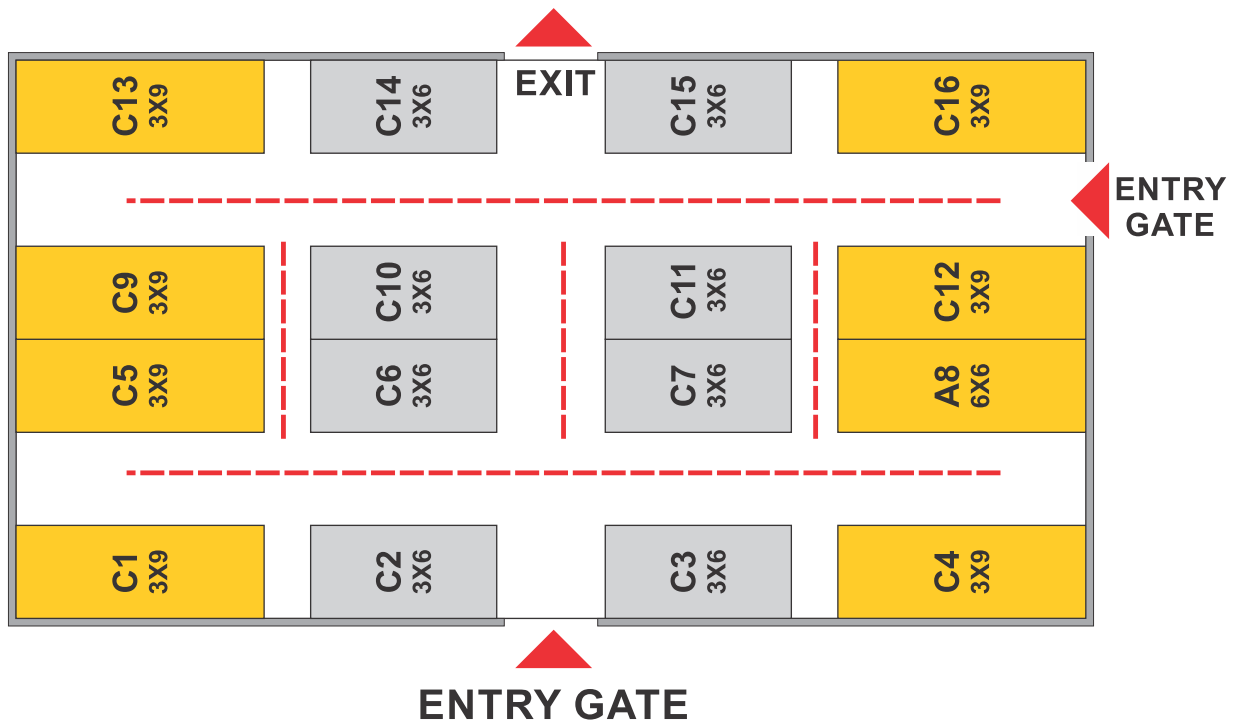 EXIT
C13
3X9
C14
3X6
C15
3X6
C16
3X9
ENTRY
GATE
C9
3X9
C10
3X6
C11
3X6
C12
3X9
C5
3X9
C6
3X6
C7
3X6
A8
6X6
C1
3X9
C2
3X6
C3
3X6
C4
3X9
ENTRY GATE